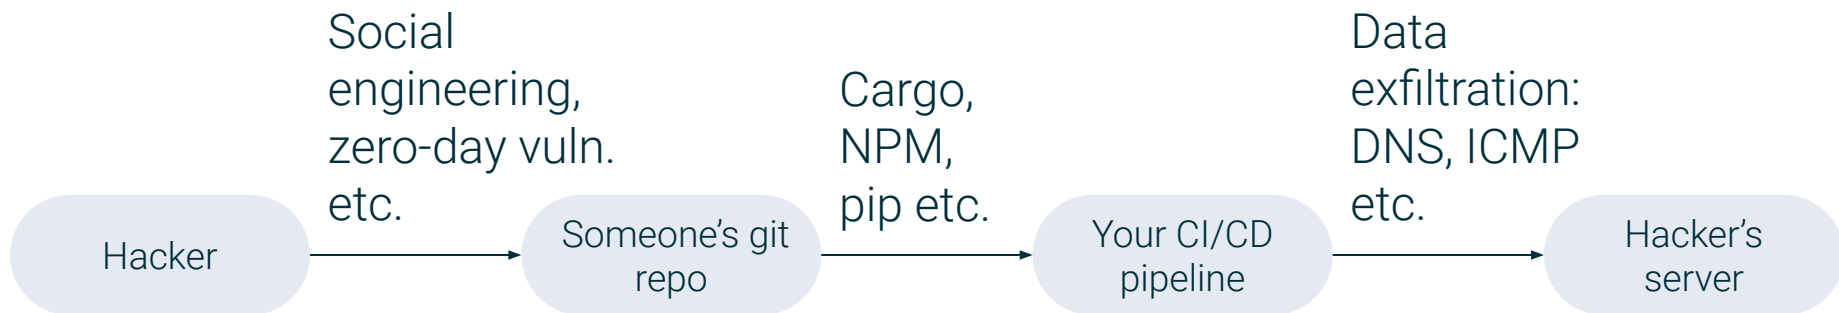 Social
engineering,
zero-day vuln.
etc.
Cargo,
NPM,
pip etc.
Data
exfiltration:
DNS, ICMP
etc.
Hacker
Someone's git
repo
Your CI/CD
pipeline
Hacker's
server